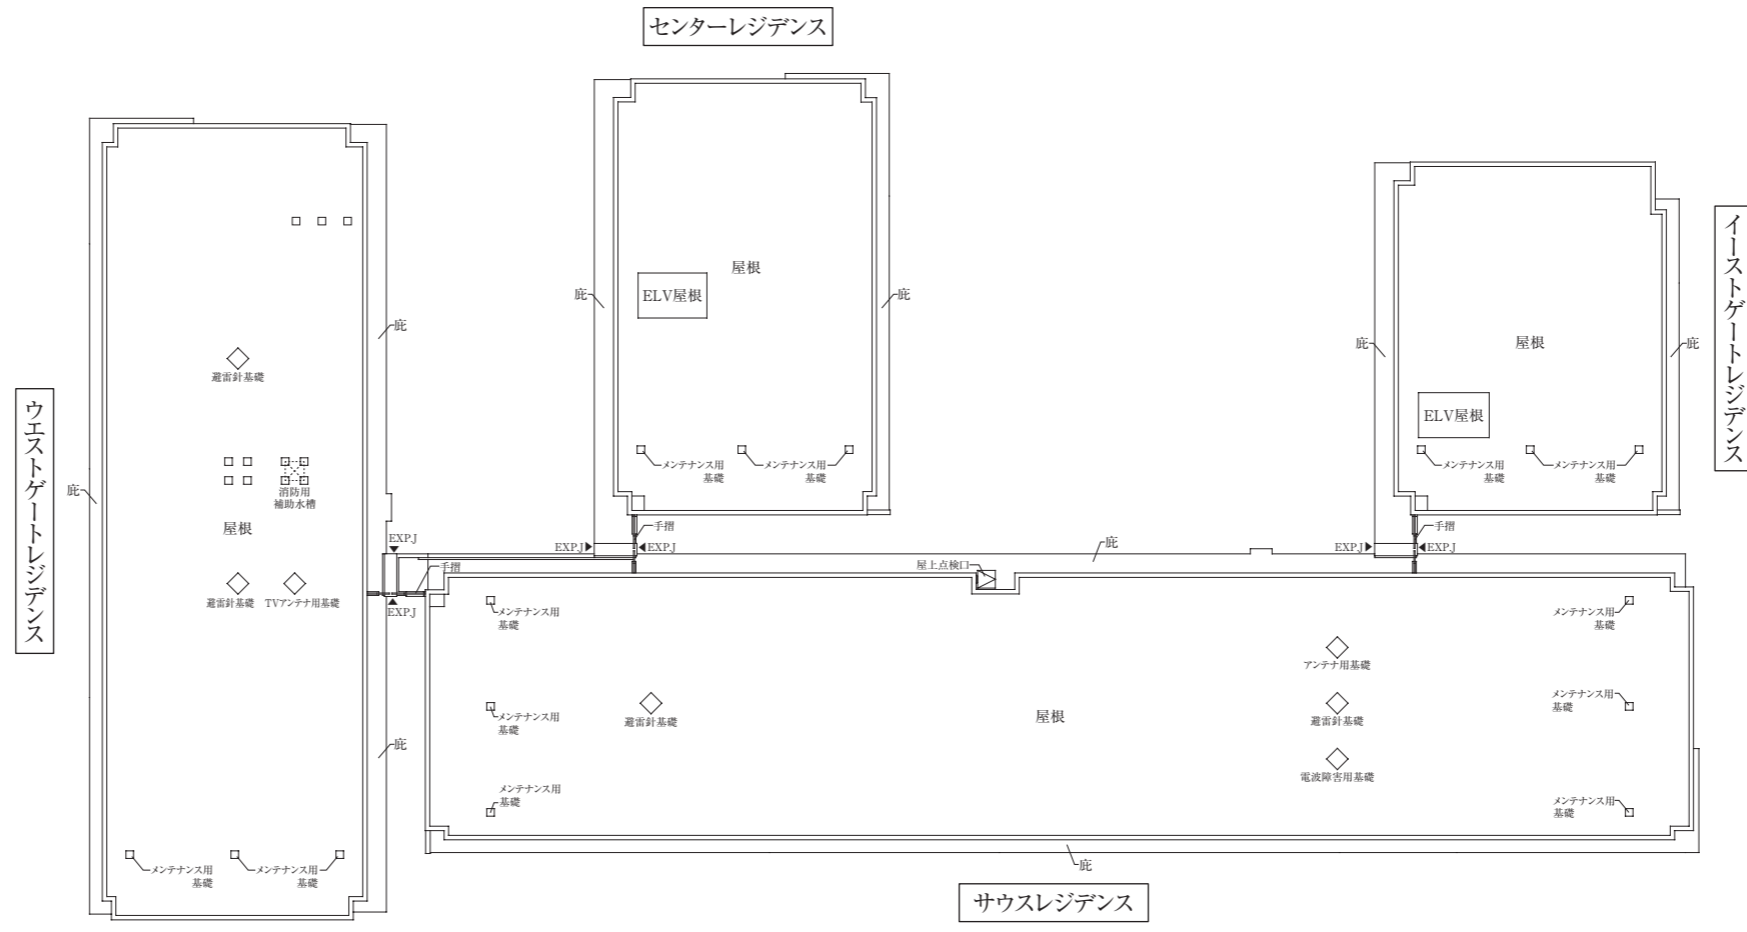 センターレジデンス
屋根
ELV屋根
庇
庇
メンテナンス用
基礎
メンテナンス用
基礎
手摺
EXP.J
EXP.J
イーストゲートレジデンス
屋根
ELV屋根
庇
庇
メンテナンス用
基礎
メンテナンス用
基礎
手摺
EXP.J
EXP.J
ウエストゲートレジデンス
庇
庇
避雷針基礎
消防用
補助水槽
屋根
避雷針基礎
TVアンテナ用基礎
庇
メンテナンス用
基礎
メンテナンス用
基礎
EXP.J
手摺
EXP.J
庇
屋上点検口
メンテナンス用
基礎
メンテナンス用
基礎
メンテナンス用
基礎
避雷針基礎
屋根
アンテナ用基礎
避雷針基礎
電波障害用基礎
メンテナンス用
基礎
メンテナンス用
基礎
メンテナンス用
基礎
庇
サウスレジデンス